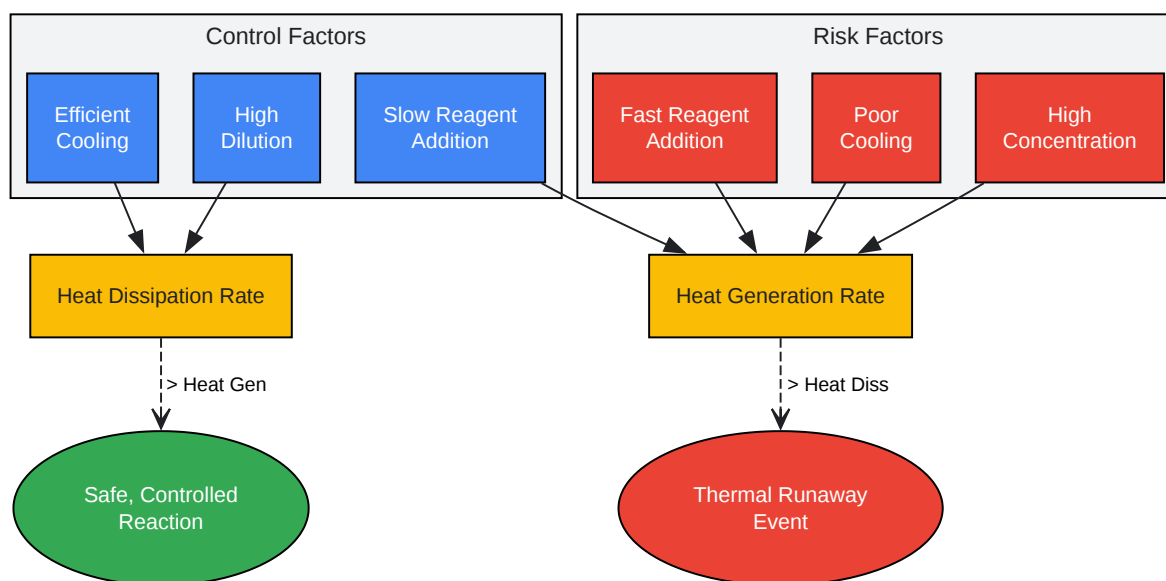 Control Factors
Risk Factors
Efficient
Cooling
High
Dilution
Slow Reagent
Addition
Fast Reagent
Addition
Poor
Cooling
High
Concentration
Heat Dissipation Rate
Heat Generation Rate
> Heat Gen
> Heat Diss
Safe, Controlled
Reaction
Thermal Runaway
Event